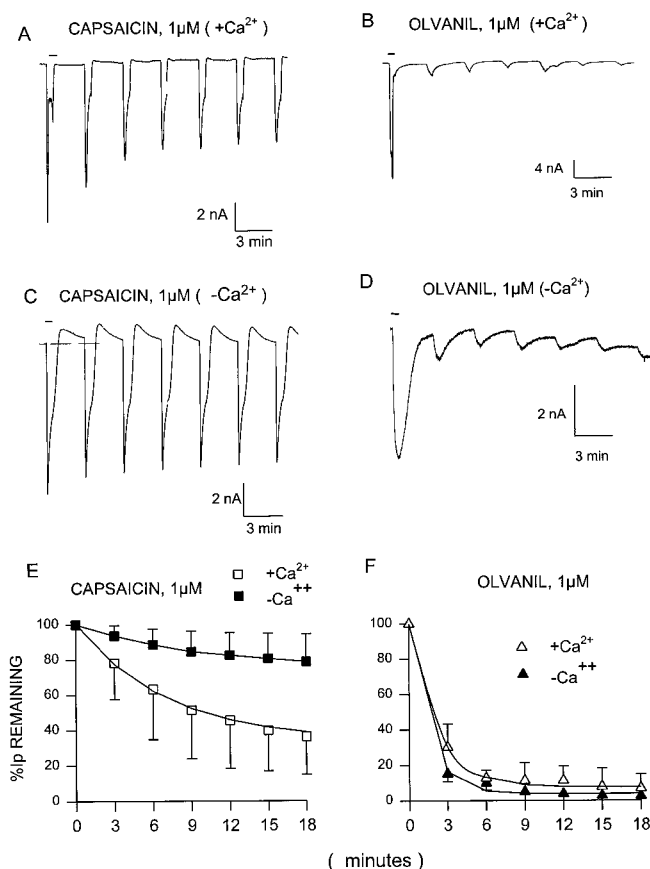 A
CAPSAICIN, 1µM ( +Ca2+)
2 nA
3 min
B
OLVANIL, 1µM (+Ca2+)
4 nA
3 min
C
CAPSAICIN, 1µM ( -Ca2+)
2 nA
3 min
D
OLVANIL, 1µM (-Ca2+)
2 nA
3 min
E
CAPSAICIN, 1µM
+Ca2+
-Ca++
%Ip REMAINING
100
80
60
40
20
0
0 3 6 9 12 15 18
F
OLVANIL, 1µM
+Ca2+
-Ca++
100
80
60
40
20
0
0 3 6 9 12 15 18
( minutes )